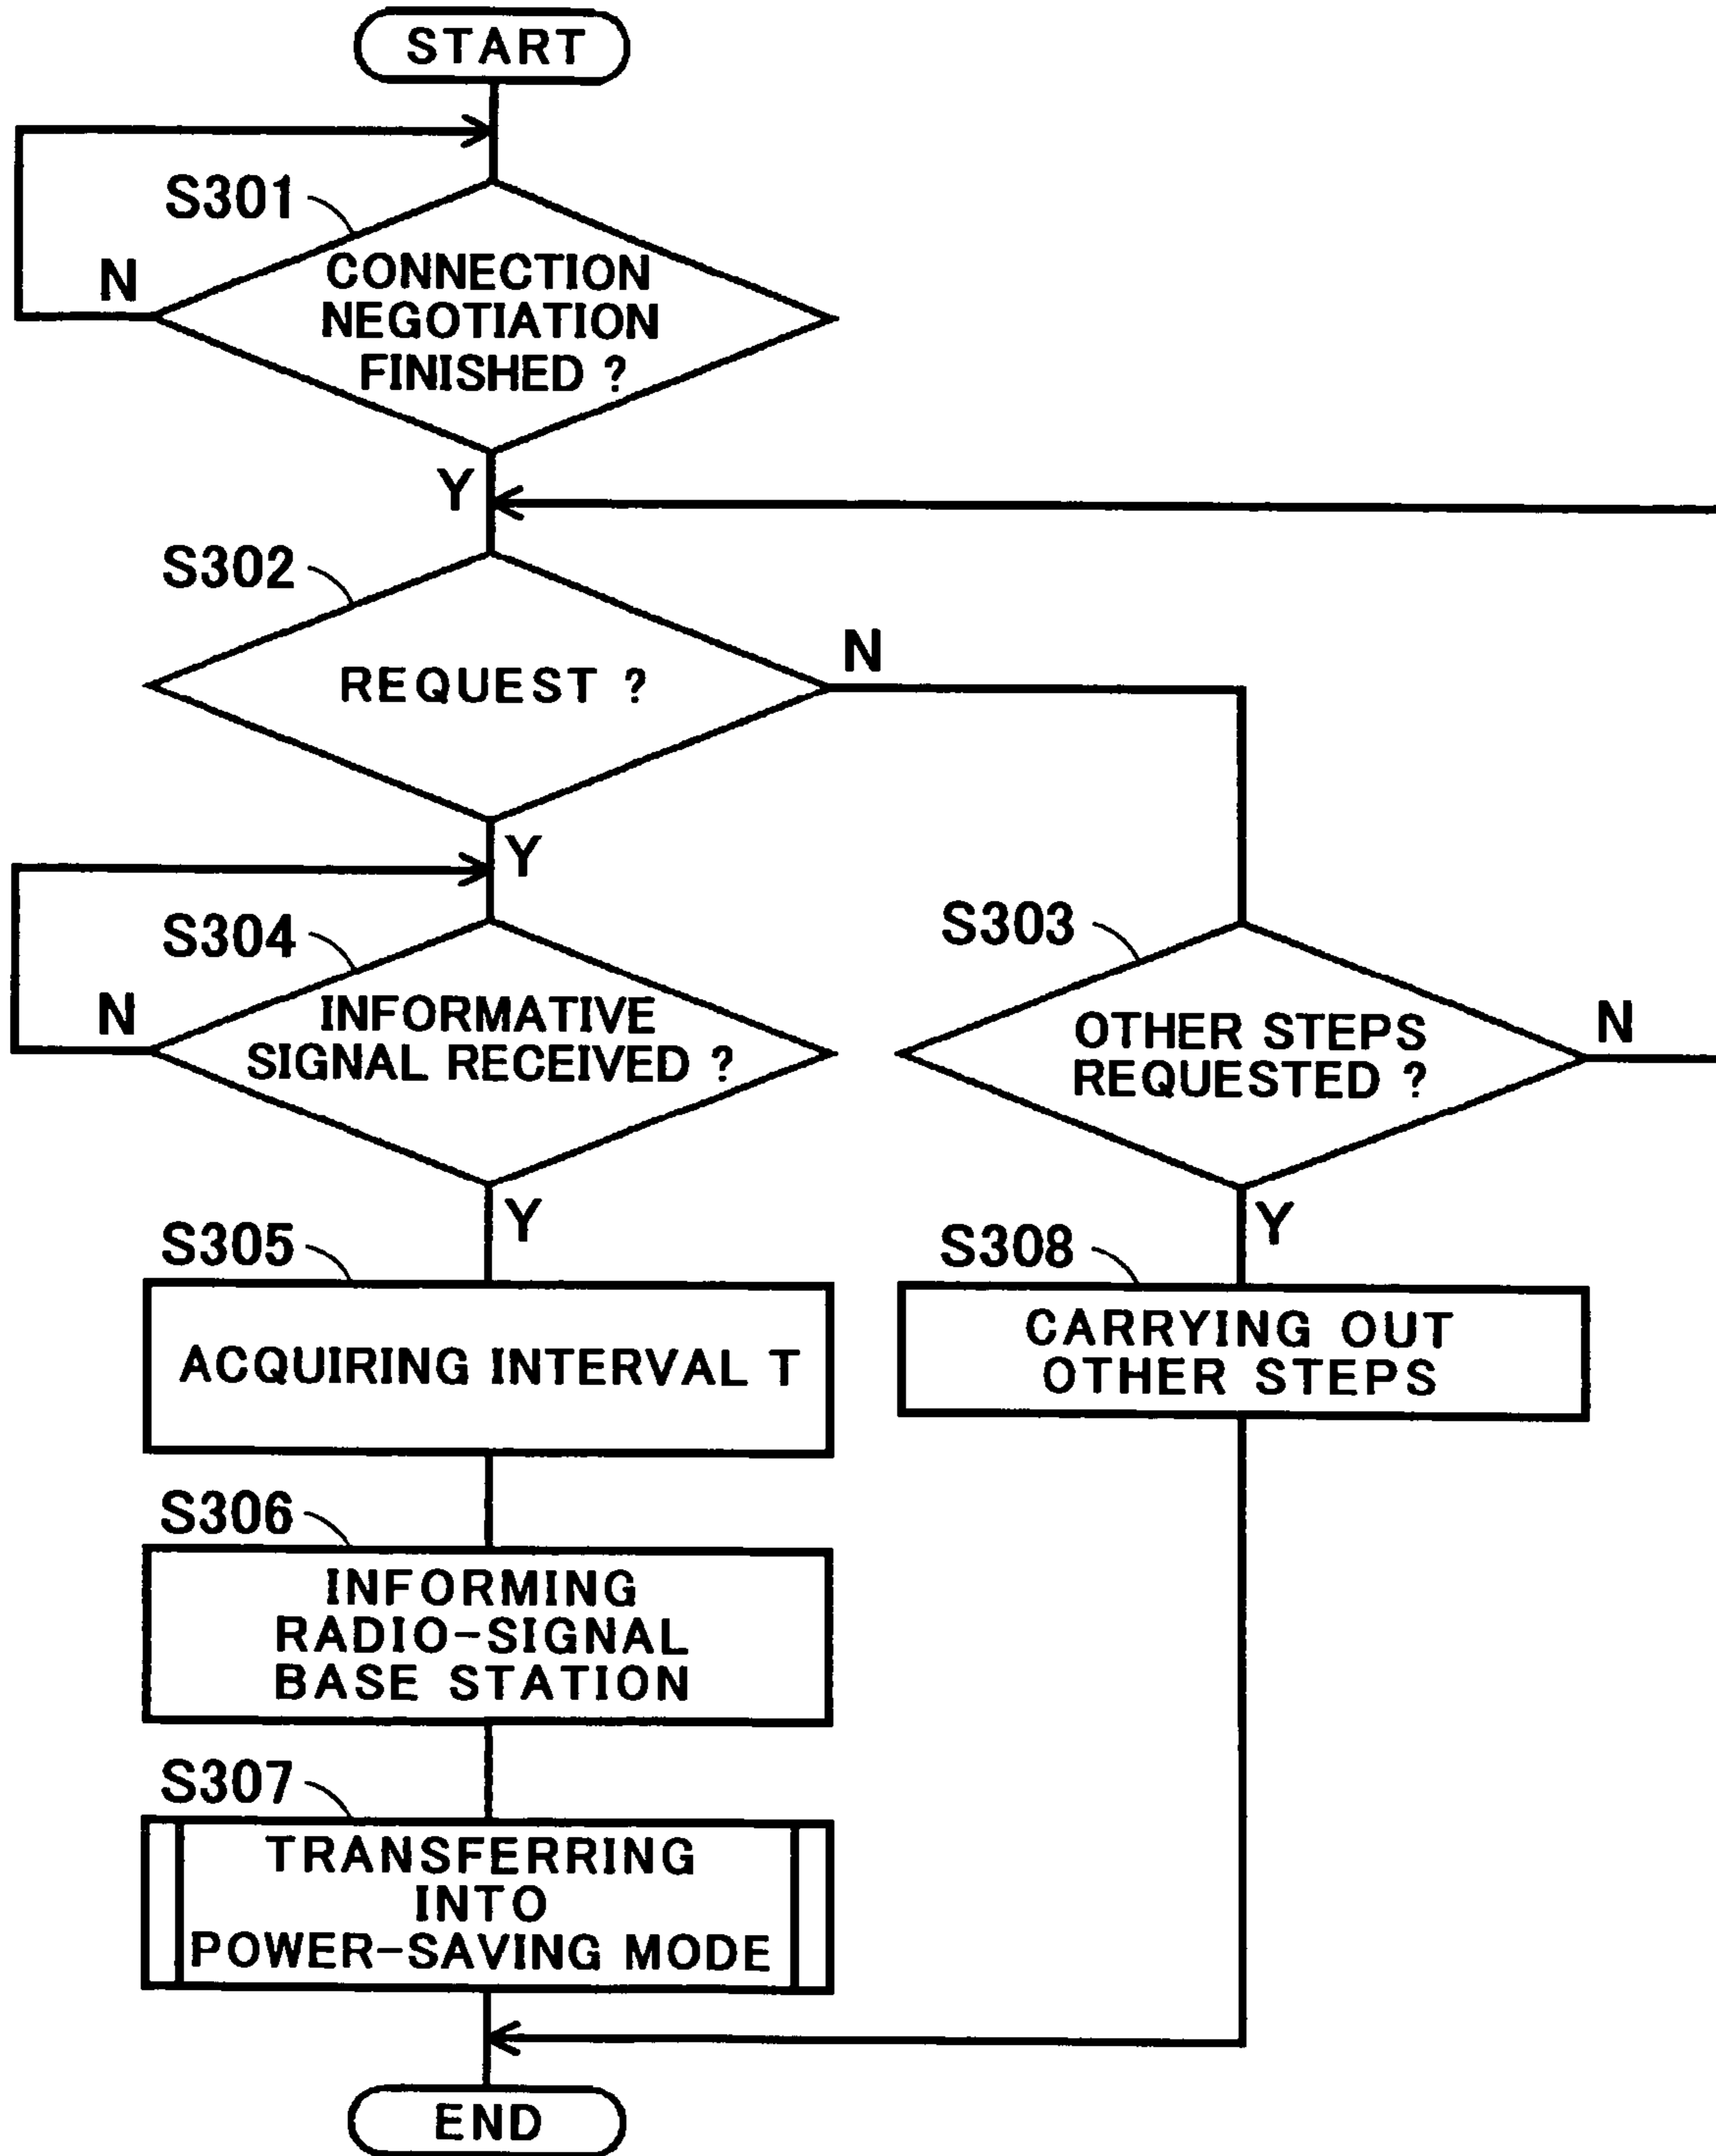 START
S301
N
CONNECTION
NEGOTIATION
FINISHED ?
Y
S302
REQUEST ?
N
Y
S304
N
INFORMATIVE
SIGNAL RECEIVED ?
Y
S303
OTHER STEPS
REQUESTED ?
N
Y
S305
ACQUIRING INTERVAL T
S308
CARRYING OUT
OTHER STEPS
S306
INFORMING
RADIO-SIGNAL
BASE STATION
S307
TRANSFERRING
INTO
POWER-SAVING MODE
END